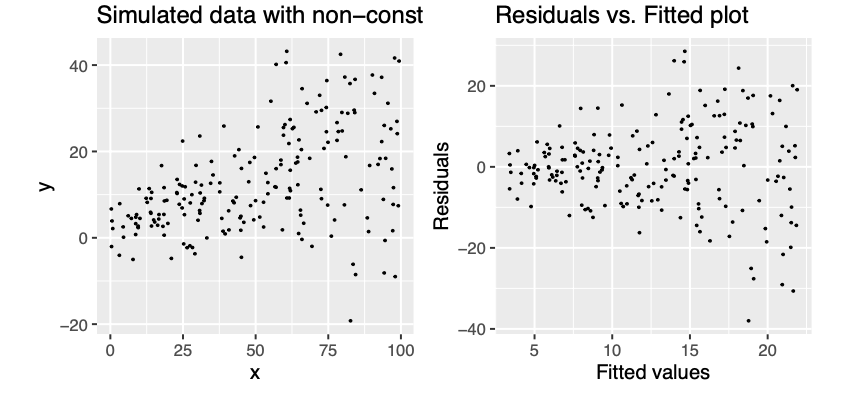 Simulated data with non−const
40
20
0
−20
y
0
25
50
75
100
x
Residuals vs. Fitted plot
20
0
−20
−40
Residuals
5
10
15
20
Fitted values